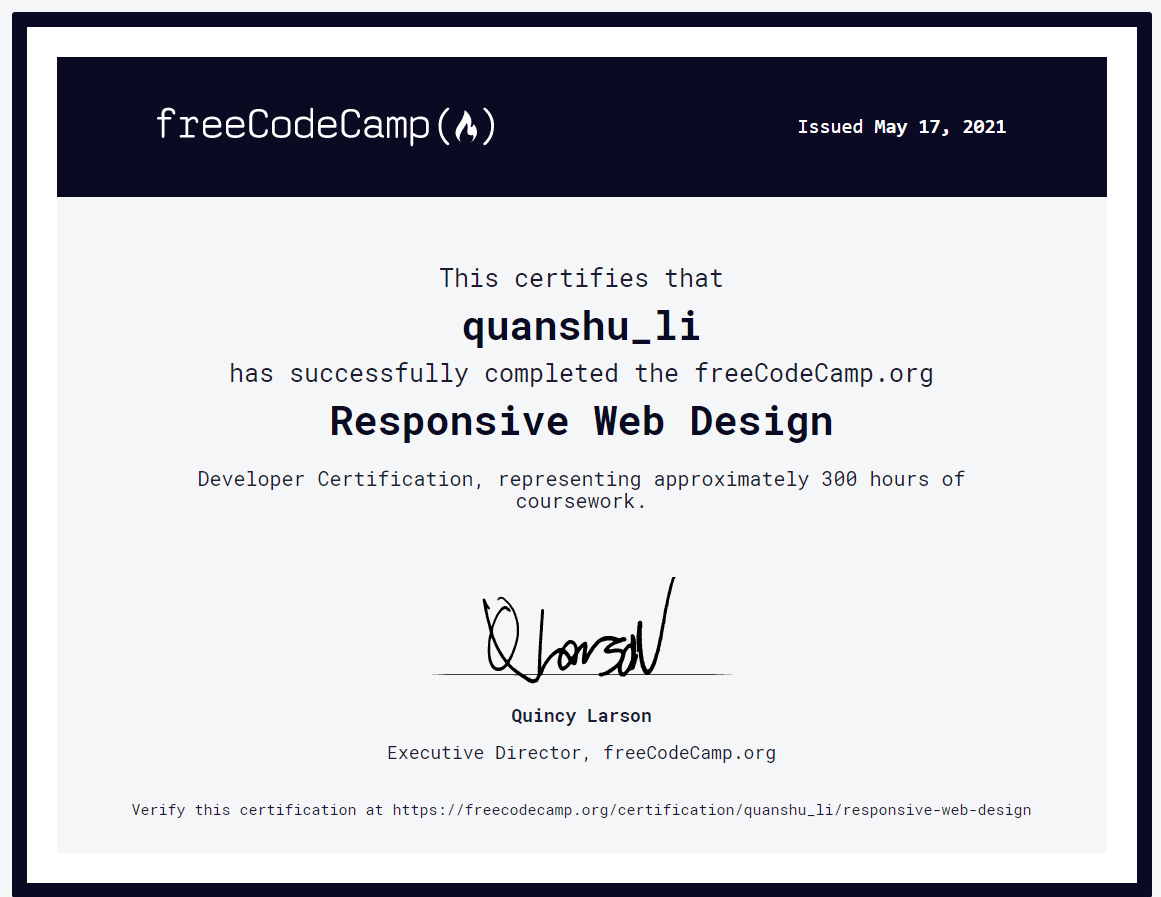 freeCodeCamp
Issued May 17, 2021
This certifies that
quanshu_li
has successfully completed the freeCodeCamp.org
Responsive Web Design
Developer Certification, representing approximately 300 hours of
coursework.
Q Larson
Quincy Larson
Executive Director, freeCodeCamp.org
Verify this certification at https://freecodecamp.org/certification/quanshu_li/responsive-web-design